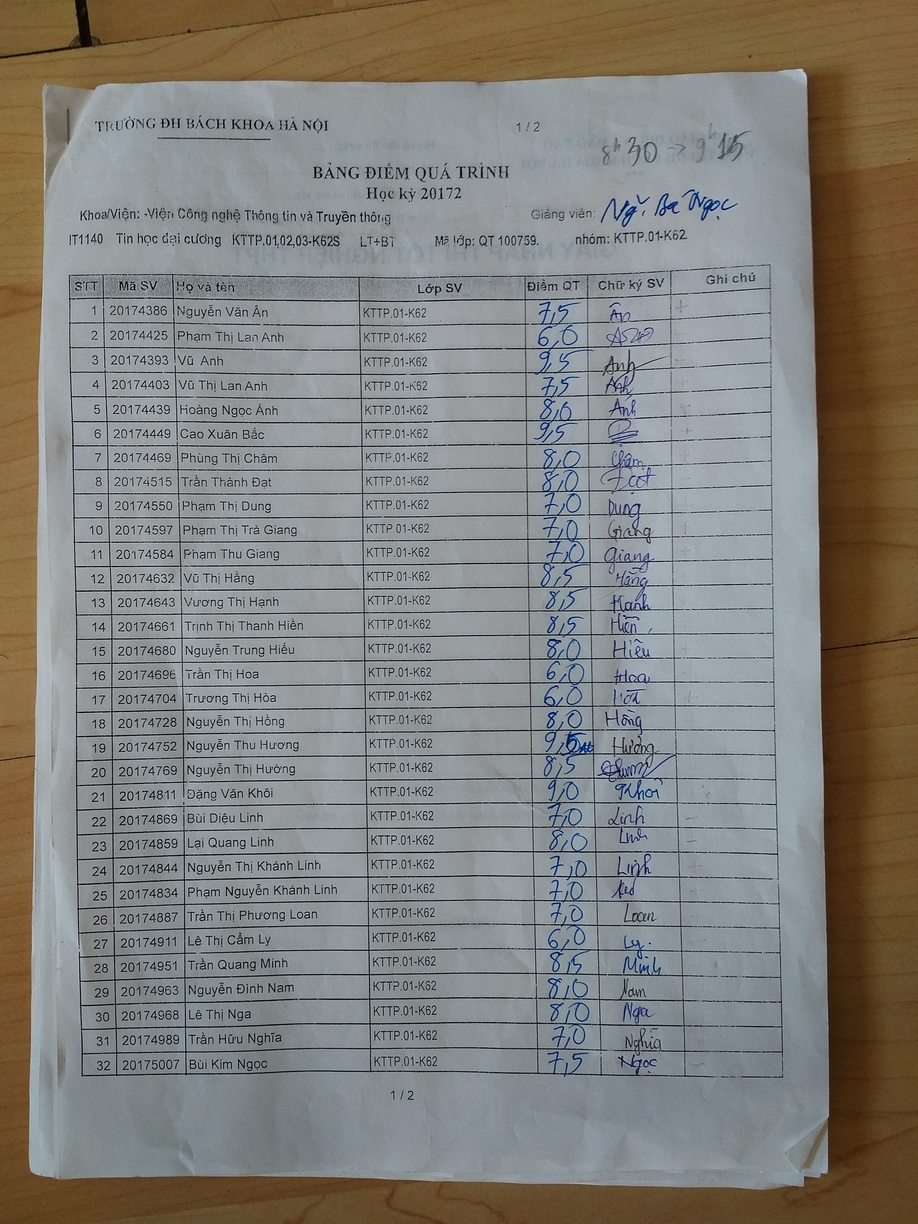 TRƯỜNG ĐH BÁCH KHOA HÀ NỘI 1 / 2
8h30 -> 9h15
BẢNG ĐIỂM QUÁ TRÌNH
Học kỳ 20172
Khoa/Viện: -Viện Công nghệ Thông tin và Truyền thông Giảng viên: Ng. Bá Ngọc
IT1140 Tin học đại cương KTTP.01,02,03-K62S LT+BT Mã lớp: QT 100759. nhóm: KTTP.01-K62.
STT Mã SV Họ và tên Lớp SV Điểm QT Chữ ký SV Ghi chú
1 20174386 Nguyễn Văn Ân KTTP.01-K62 7,5 Ân +
2 20174425 Phạm Thị Lan Anh KTTP.01-K62 6,0
3 20174393 Vũ Anh KTTP.01-K62 9,5 Anh
4 20174403 Vũ Thị Lan Anh KTTP.01-K62 7,5 Anh
5 20174439 Hoàng Ngọc Ánh KTTP.01-K62 8,0 Ánh
6 20174449 Cao Xuân Bắc KTTP.01-K62 9,5
7 20174469 Phùng Thị Châm KTTP.01-K62 8,0 Châm
8 20174515 Trần Thành Đạt KTTP.01-K62 8,0
9 20174550 Phạm Thị Dung KTTP.01-K62 7,0 Dung
10 20174597 Phạm Thị Trà Giang KTTP.01-K62 7,0 Giang
11 20174584 Phạm Thu Giang KTTP.01-K62 7,0 Giang
12 20174632 Vũ Thị Hằng KTTP.01-K62 8,5 Hằng
13 20174643 Vương Thị Hạnh KTTP.01-K62 8,5 Hạnh
14 20174661 Trịnh Thị Thanh Hiền KTTP.01-K62 8,5 Hiền
15 20174680 Nguyễn Trung Hiếu KTTP.01-K62 8,0 Hiếu
16 20174696 Trần Thị Hoa KTTP.01-K62 6,0 Hoa
17 20174704 Trương Thị Hòa KTTP.01-K62 6,0 Hòa
18 20174728 Nguyễn Thị Hồng KTTP.01-K62 8,0 Hồng
19 20174752 Nguyễn Thu Hương KTTP.01-K62 9,5 Hương
20 20174769 Nguyễn Thị Hường KTTP.01-K62 8,5
21 20174811 Đặng Văn Khôi KTTP.01-K62 9,0 Khôi
22 20174869 Bùi Diệu Linh KTTP.01-K62 7,0 Linh
23 20174859 Lại Quang Linh KTTP.01-K62 8,0 Linh
24 20174844 Nguyễn Thị Khánh Linh KTTP.01-K62 7,0 Linh
25 20174834 Phạm Nguyễn Khánh Linh KTTP.01-K62 7,0
26 20174887 Trần Thị Phương Loan KTTP.01-K62 7,0 Loan
27 20174911 Lê Thị Cẩm Ly KTTP.01-K62 6,0 Ly.
28 20174951 Trần Quang Minh KTTP.01-K62 8,5 Minh
29 20174963 Nguyễn Đình Nam KTTP.01-K62 8,0 Nam
30 20174968 Lê Thị Nga KTTP.01-K62 8,0 Nga
31 20174989 Trần Hữu Nghĩa KTTP.01-K62 7,0 Nghĩa
32 20175007 Bùi Kim Ngọc KTTP.01-K62 7,5 Ngọc
1 / 2